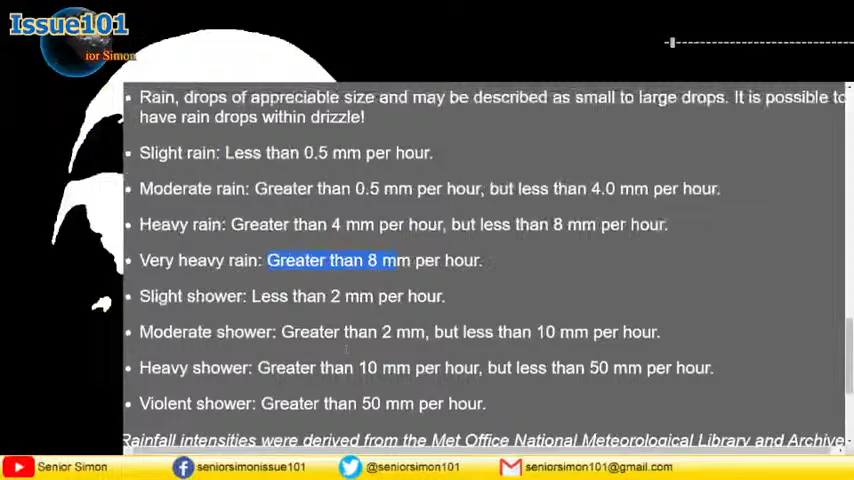 Issue101
ior Simon
• Rain, drops of appreciable size and may be described as small to large drops. It is possible to
have rain drops within drizzle!
• Slight rain: Less than 0.5 mm per hour.
• Moderate rain: Greater than 0.5 mm per hour, but less than 4.0 mm per hour.
• Heavy rain: Greater than 4 mm per hour, but less than 8 mm per hour.
• Very heavy rain: Greater than 8 mm per hour.
• Slight shower: Less than 2 mm per hour.
• Moderate shower: Greater than 2 mm, but less than 10 mm per hour.
• Heavy shower: Greater than 10 mm per hour, but less than 50 mm per hour.
• Violent shower: Greater than 50 mm per hour.
Rainfall intensities were derived from the Met Office National Meteorological Library and Archive
Senior Simon
seniorsimonissue101
@seniorsimon101
seniorsimon101@gmail.com